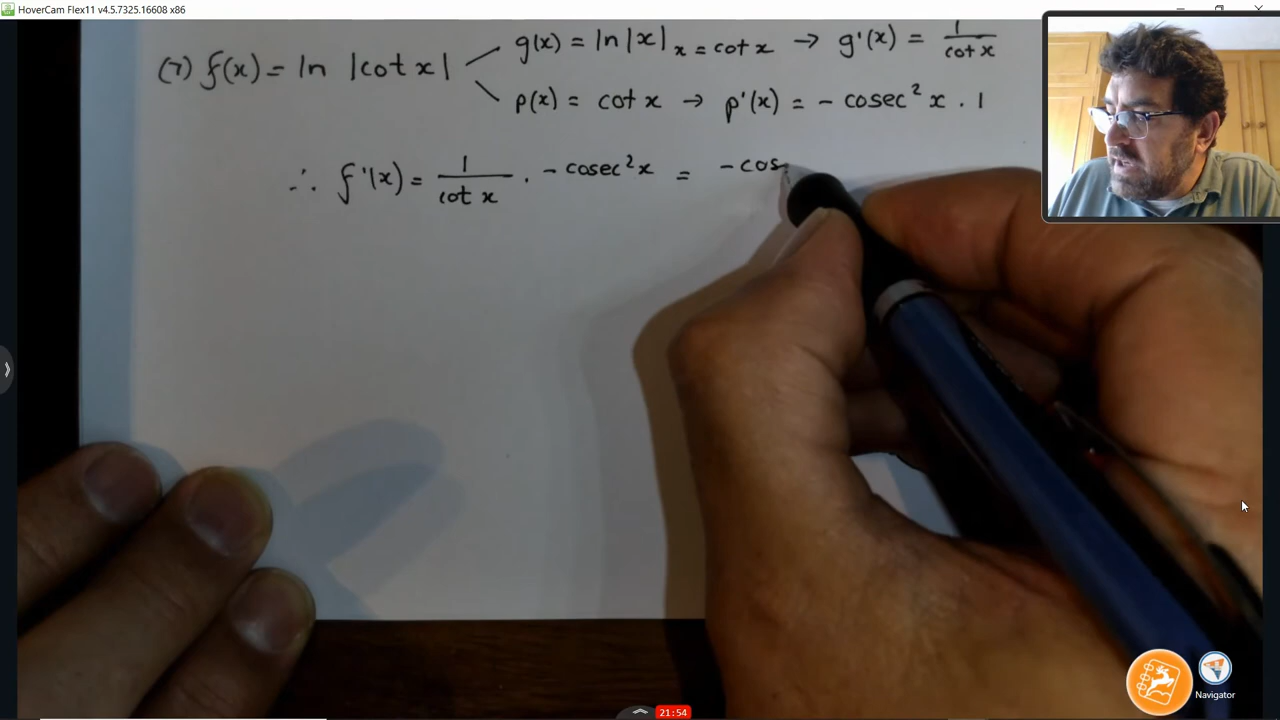 HoverCam Flex11 v4.5.7325.16608 x86
(7) f(x) = ln |cot x|
g(x) = ln |x| x = cot x → g'(x) = 1/cot x
p(x) = cot x → p'(x) = - cosec² x . 1
∴ f'(x) = 1/cot x . - cosec² x = - cos
Navigator
21:54